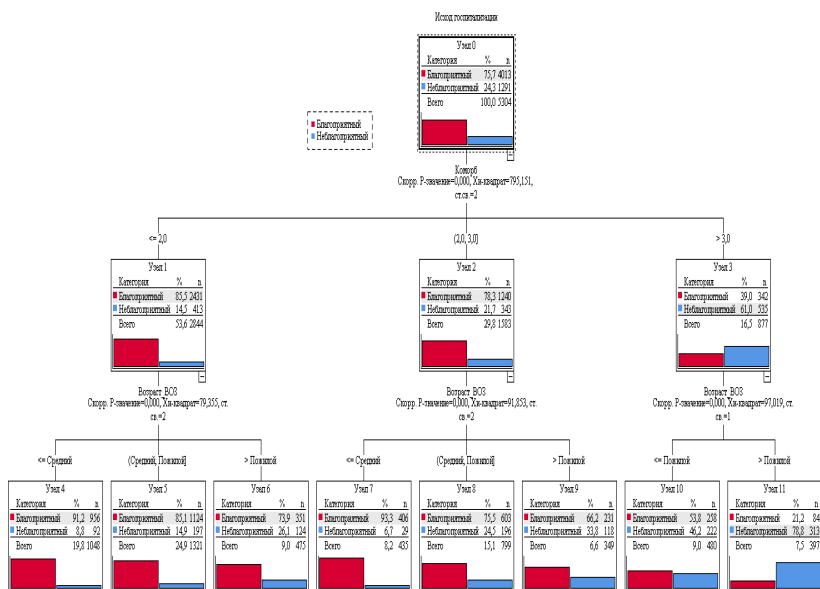 Исход госпитализации
Узел 0
Категория % n
Благоприятный 75,7 4013
Неблагоприятный 24,3 1291
Всего 100,0 5304
Благоприятный
Неблагоприятный
Коморб
Скорр. P-значение=0,000, Хи-квадрат=795,151,
ст.св.=2
<= 2,0
(2,0, 3,0]
> 3,0
Узел 1
Категория % n
Благоприятный 85,5 2431
Неблагоприятный 14,5 413
Всего 53,6 2844
Узел 2
Категория % n
Благоприятный 78,3 1240
Неблагоприятный 21,7 343
Всего 29,8 1583
Узел 3
Категория % n
Благоприятный 39,0 342
Неблагоприятный 61,0 535
Всего 16,5 877
Возраст_ВОЗ
Скорр. P-значение=0,000, Хи-квадрат=79,355, ст.
св.=2
Возраст_ВОЗ
Скорр. P-значение=0,000, Хи-квадрат=91,853, ст.
св.=2
Возраст_ВОЗ
Скорр. P-значение=0,000, Хи-квадрат=97,019, ст.
св.=1
<= Средний
(Средний, Пожилой]
> Пожилой
<= Средний
(Средний, Пожилой]
> Пожилой
<= Пожилой
> Пожилой
Узел 4
Категория % n
Благоприятный 91,2 956
Неблагоприятный 8,8 92
Всего 19,8 1048
Узел 5
Категория % n
Благоприятный 85,1 1124
Неблагоприятный 14,9 197
Всего 24,9 1321
Узел 6
Категория % n
Благоприятный 73,9 351
Неблагоприятный 26,1 124
Всего 9,0 475
Узел 7
Категория % n
Благоприятный 93,3 406
Неблагоприятный 6,7 29
Всего 8,2 435
Узел 8
Категория % n
Благоприятный 75,5 603
Неблагоприятный 24,5 196
Всего 15,1 799
Узел 9
Категория % n
Благоприятный 66,2 231
Неблагоприятный 33,8 118
Всего 6,6 349
Узел 10
Категория % n
Благоприятный 53,8 258
Неблагоприятный 46,2 222
Всего 9,0 480
Узел 11
Категория % n
Благоприятный 21,2 84
Неблагоприятный 78,8 313
Всего 7,5 397